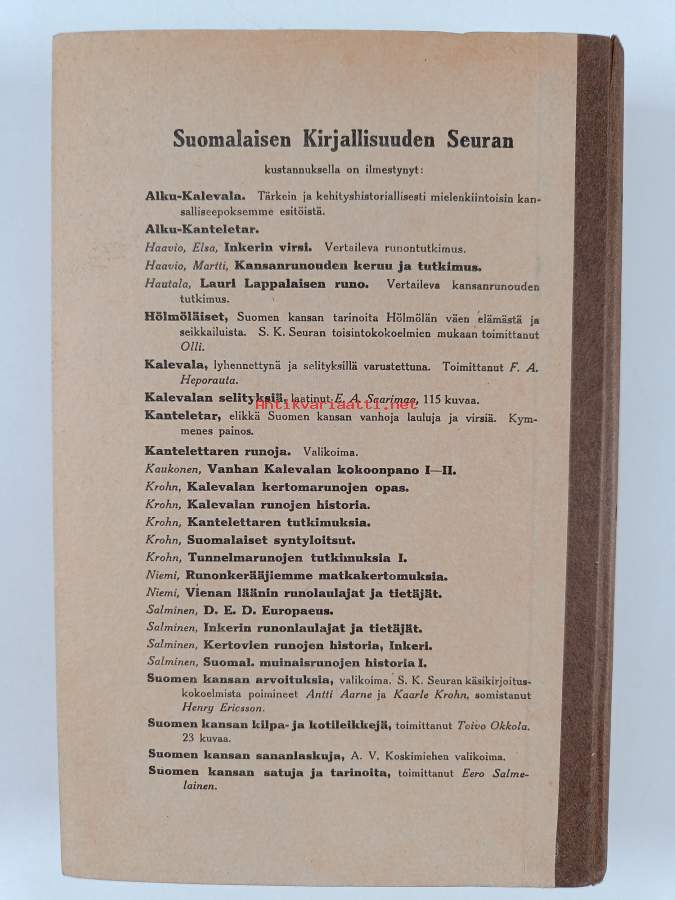 Suomalaisen Kirjallisuuden Seuran
kustannuksella on ilmestynyt:
Alku-Kalevala. Tärkein ja kehityshistoriallisesti mielenkiintoisin kan-
salliseepoksemme esitöistä.
Alku-Kanteletar.
Haavio, Elsa, Inkerin virsi. Vertaileva runontutkimus.
Haavio, Martti, Kansanrunouden keruu ja tutkimus.
Hautala, Lauri Lappalaisen runo. Vertaileva kansanrunouden
tutkimus.
Hölmöläiset, Suomen kansan tarinoita Hölmölän väen elämästä ja
seikkailuista. S. K. Seuran toisintokokoelmien mukaan toimittanut
Olli.
Kalevala, lyhennettynä ja selityksillä varustettuna. Toimittanut F. A.
Heporauta.
Kalevalan selityksiä, laatinut E. A. Saarimaa, 115 kuvaa.
Antikvariaatti.net
Kanteletar, elikkä Suomen kansan vanhoja lauluja ja virsiä. Kym-
menes painos.
Kantelettaren runoja. Valikoima.
Kaukonen, Vanhan Kalevalan kokoonpano I—II.
Krohn, Kalevalan kertomarunojen opas.
Krohn, Kalevalan runojen historia.
Krohn, Kantelettaren tutkimuksia.
Krohn, Suomalaiset syntyloitsut.
Krohn, Tunnelmarunojen tutkimuksia I.
Niemi, Runonkerääjiemme matkakertomuksia.
Niemi, Vienan läänin runolaulajat ja tietäjät.
Salminen, D. E. D. Europaeus.
Salminen, Inkerin runonlaulajat ja tietäjät.
Salminen, Kertovien runojen historia, Inkeri.
Salminen, Suomal. muinaisrunojen historia I.
Suomen kansan arvoituksia, valikoima. S. K. Seuran käsikirjoitus-
kokoelmista poimineet Antti Aarne ja Kaarle Krohn, somistanut
Henry Ericsson.
Suomen kansan kilpa- ja kotileikkejä, toimittanut Toivo Okkola.
23 kuvaa.
Suomen kansan sananlaskuja, A. V. Koskimiehen valikoima.
Suomen kansan satuja ja tarinoita, toimittanut Eero Salme-
lainen.